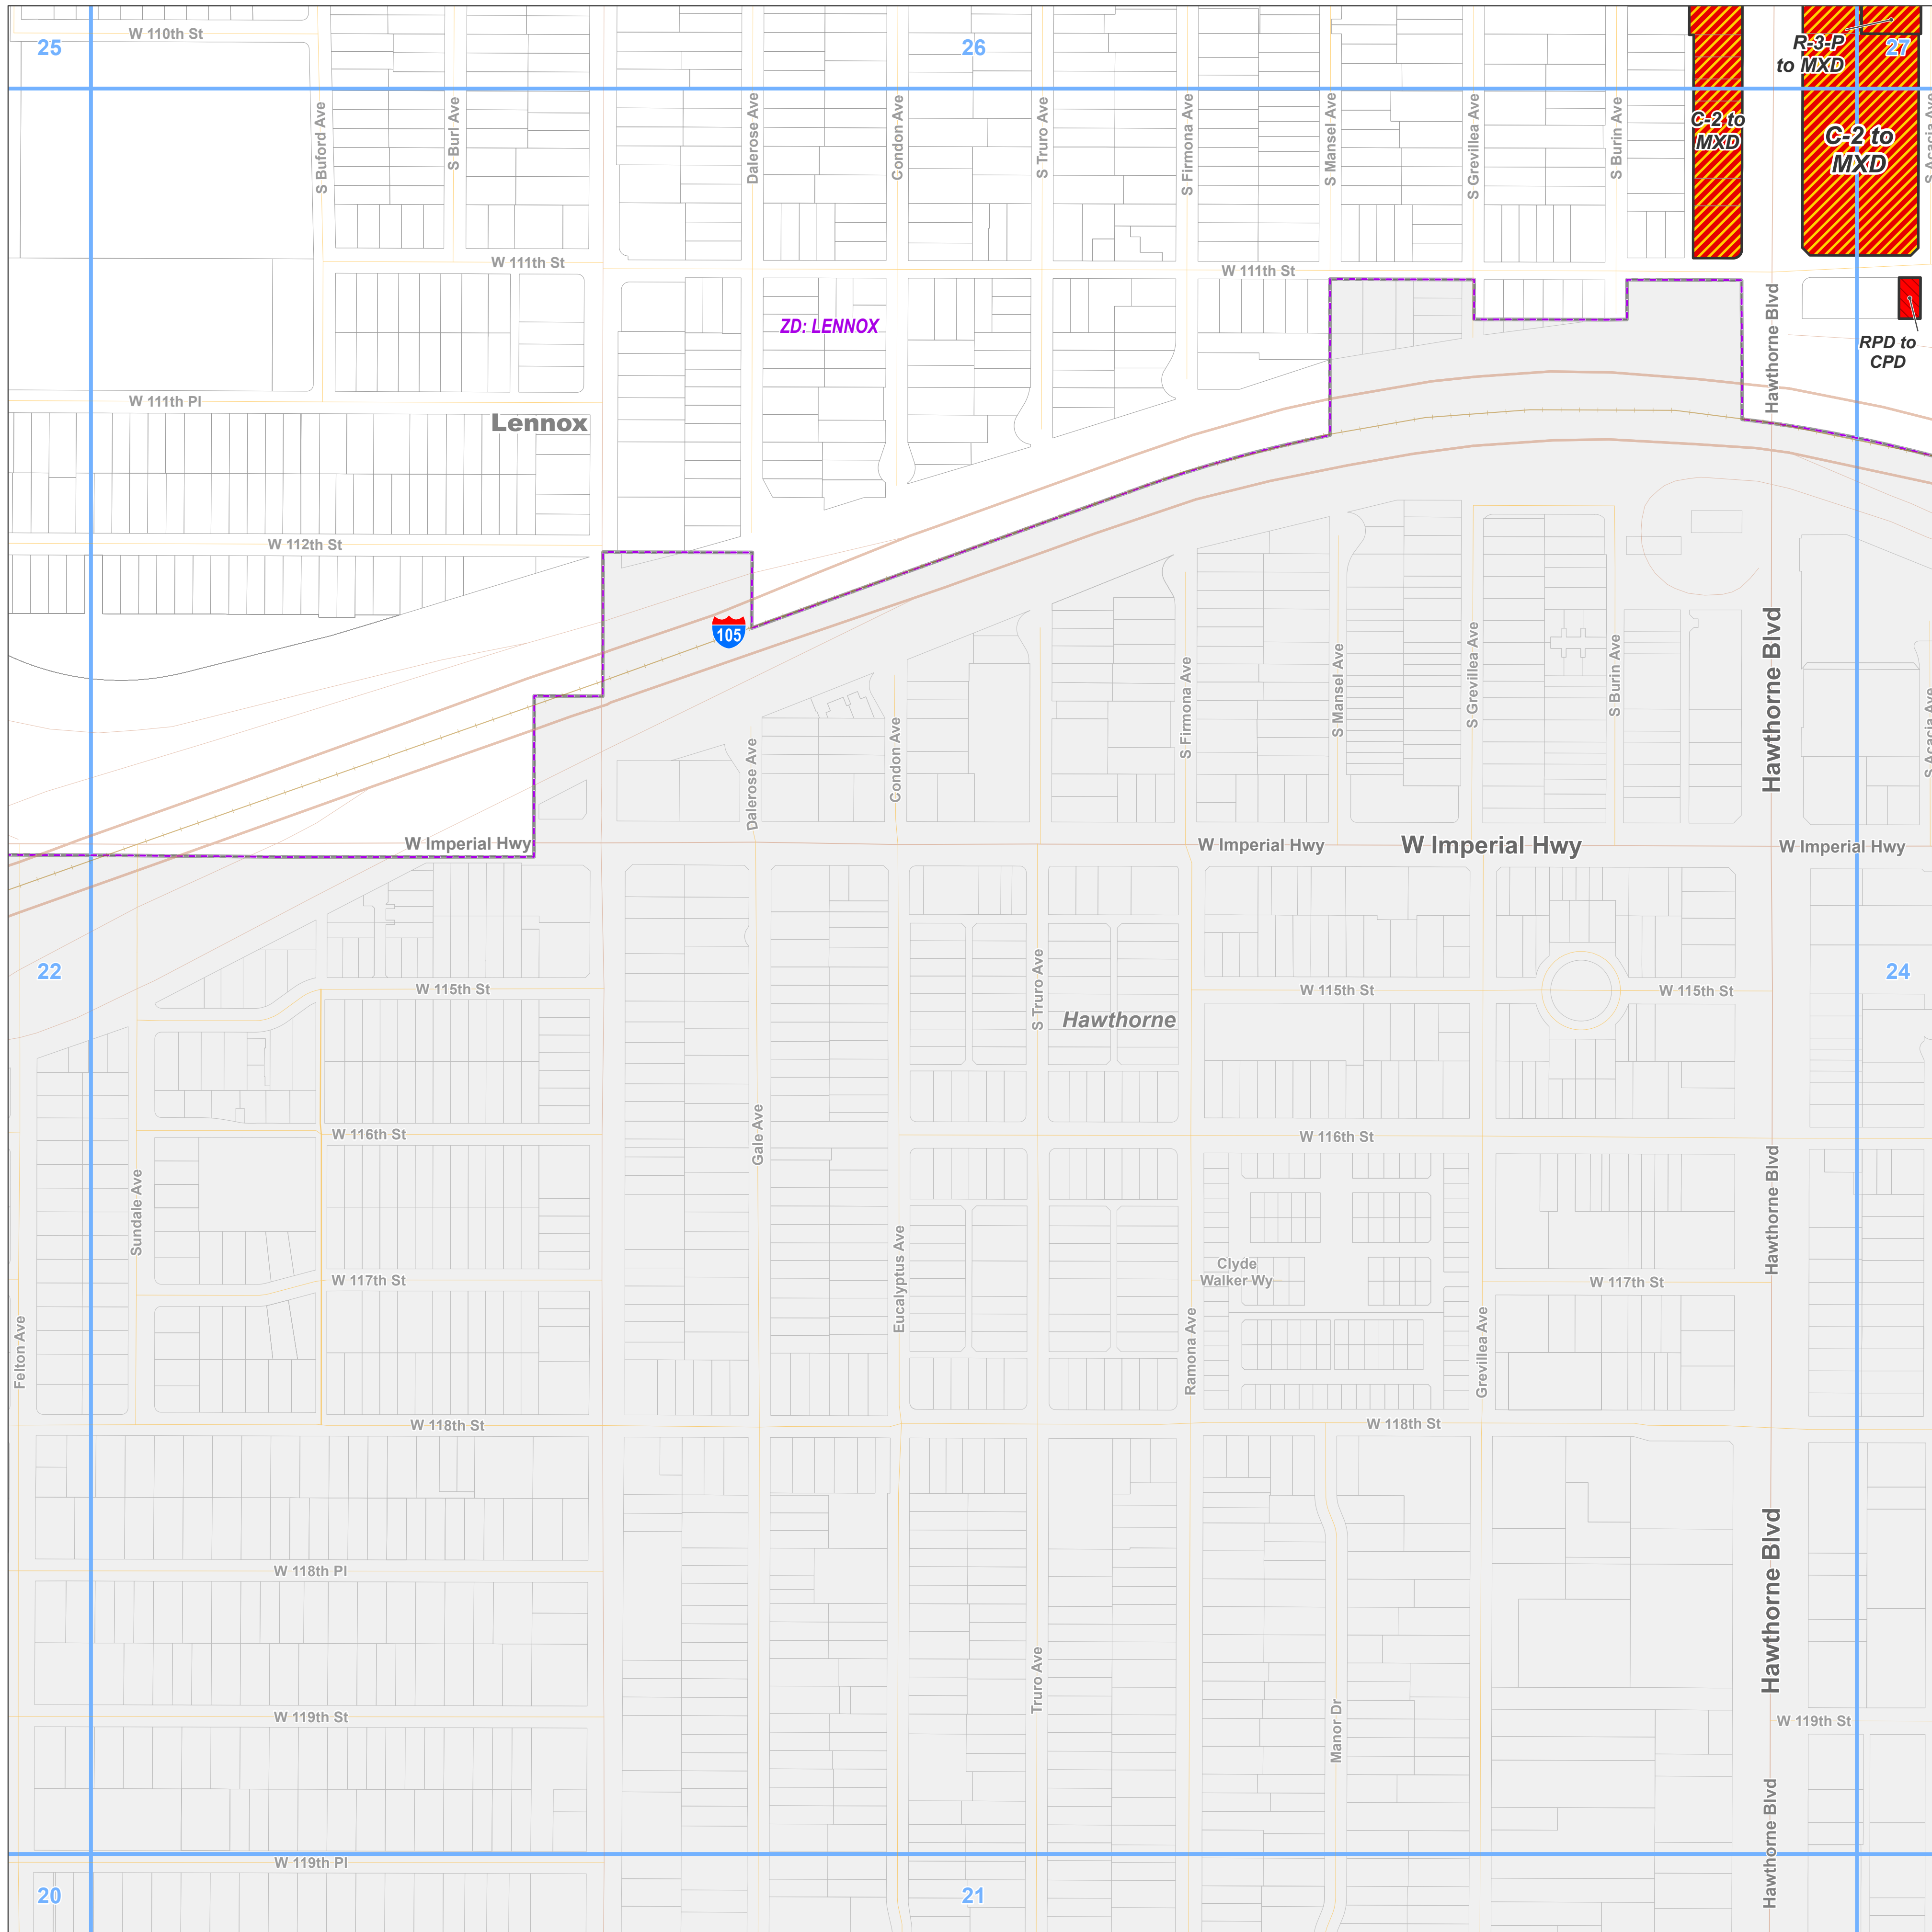 25
W 110th St
26
R-3-P
to MXD
27
S Buford Ave
S Burl Ave
Dalerose Ave
Condon Ave
S Truro Ave
S Firmona Ave
S Mansel Ave
S Grevillea Ave
S Burin Ave
C-2 to
MXD
C-2 to
MXD
S Acacia Ave
W 111th St
W 111th St
ZD: LENNOX
Hawthorne Blvd
RPD to
CPD
W 111th Pl
Lennox
W 112th St
105
S Firmona Ave
S Mansel Ave
S Grevillea Ave
S Burin Ave
Hawthorne Blvd
S Acacia Ave
Dalerose Ave
Condon Ave
W Imperial Hwy
W Imperial Hwy
W Imperial Hwy
W Imperial Hwy
22
W 115th St
S Truro Ave
Hawthorne
W 115th St
W 115th St
24
W 116th St
Gale Ave
W 116th St
Sundale Ave
Hawthorne Blvd
Eucalyptus Ave
Clyde
Walker Wy
W 117th St
W 117th St
Felton Ave
Ramona Ave
Grevillea Ave
W 118th St
W 118th St
W 118th Pl
Hawthorne Blvd
Truro Ave
Manor Dr
W 119th St
W 119th St
Hawthorne Blvd
W 119th Pl
20
21